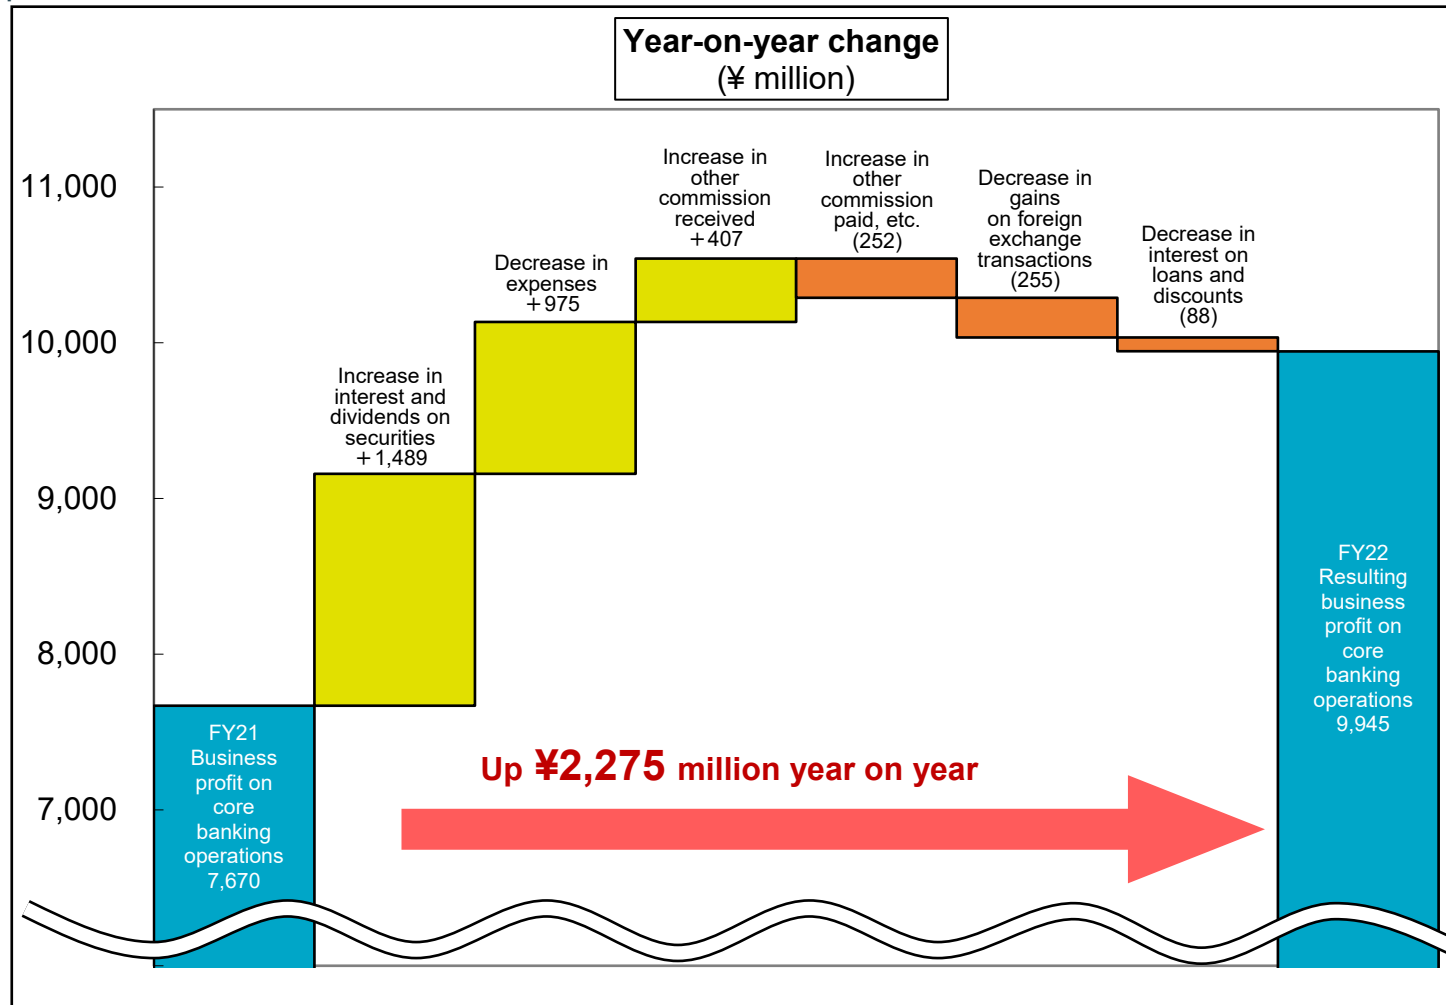 Year-on-year change
(¥ million)
11,000
10,000
9,000
8,000
7,000
FY21
Business
profit on
core
banking
operations
7,670
Increase in
interest and
dividends on
securities
+1,489
Decrease in
expenses
+975
Increase in
other
commission
received
+407
Increase in
other
commission
paid, etc.
(252)
Decrease in
gains
on foreign
exchange
transactions
(255)
Decrease in
interest on
loans and
discounts
(88)
FY22
Resulting
business
profit on
core
banking
operations
9,945
Up ¥2,275 million year on year